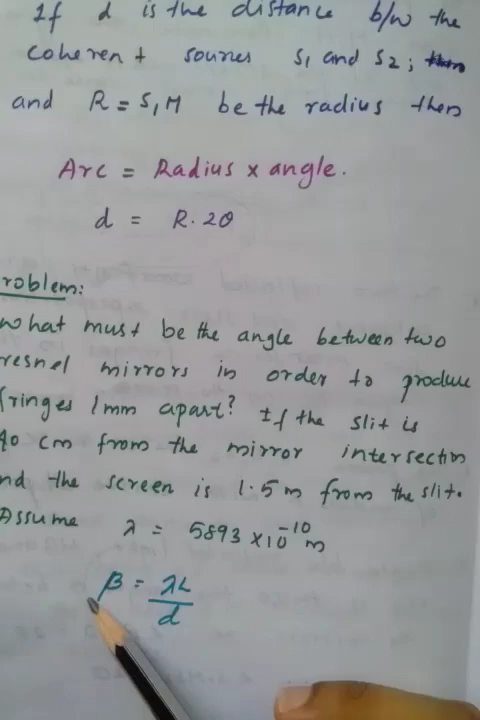 If d is the distance b/w the
coherent sources S1 and S2;
and R = S1M be the radius then
Arc = Radius x angle.
d = R. 2θ
roblem:
what must be the angle between two
resnel mirrors in order to produce
fringes 1mm apart? If the slit is
40 cm from the mirror intersection
nd the screen is 1.5m from the slit.
Assume λ = 5893 x 10^-10 m
β = λL/d